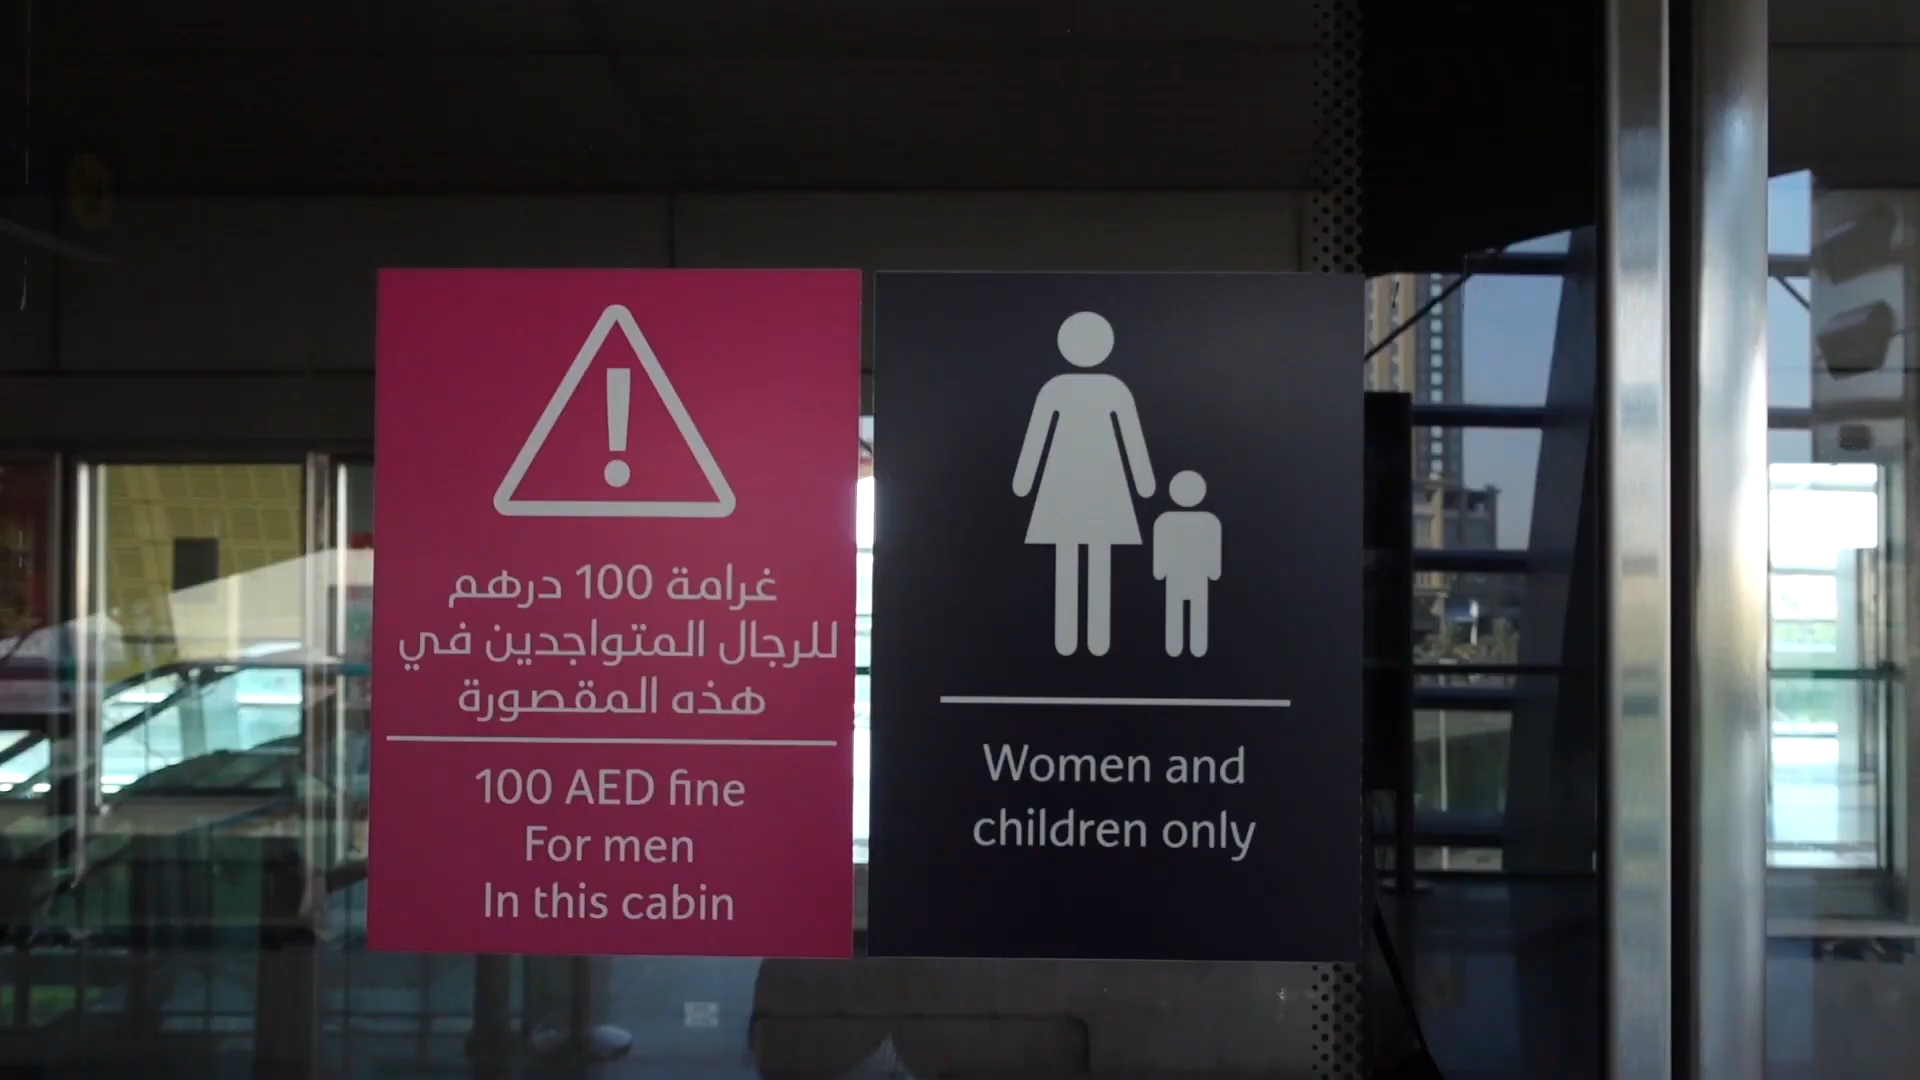 غرامة 100 درهم
للرجال المتواجدين في
هذه المقصورة
100 AED fine
For men
In this cabin
Women and
children only